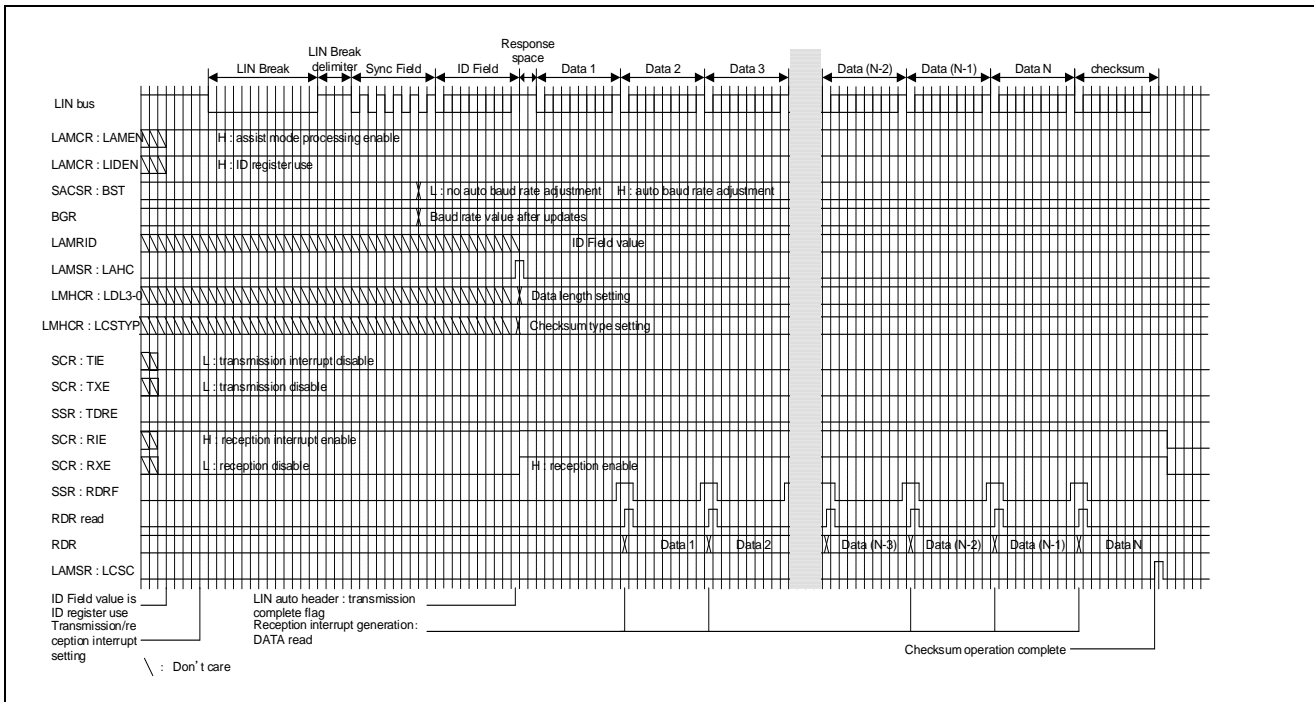 LIN Break
LIN Break
delimiter
Sync Field
ID Field
Response
space
Data 1
Data 2
Data 3
Data (N-2)
Data (N-1)
Data N
checksum
LIN bus
LAMCR : LAMEN
H : assist mode processing enable
LAMCR : LIDEN
H : ID register use
SACSR : BST
L : no auto baud rate adjustment
H : auto baud rate adjustment
BGR
Baud rate value after updates
LAMRID
ID Field value
LAMSR : LAHC
LMHCR : LDL3-0
Data length setting
LMHCR : LCSTYP
Checksum type setting
SCR : TIE
L : transmission interrupt disable
SCR : TXE
L : transmission disable
SSR : TDRE
SCR : RIE
H : reception interrupt enable
SCR : RXE
L : reception disable
H : reception enable
SSR : RDRF
RDR read
RDR
Data 1
Data 2
Data (N-3)
Data (N-2)
Data (N-1)
Data N
LAMSR : LCSC
ID Field value is
ID register use
Transmission/re
ception interrupt
setting
LIN auto header : transmission
complete flag
Reception interrupt generation:
DATA read
Checksum operation complete
\ : Don't care